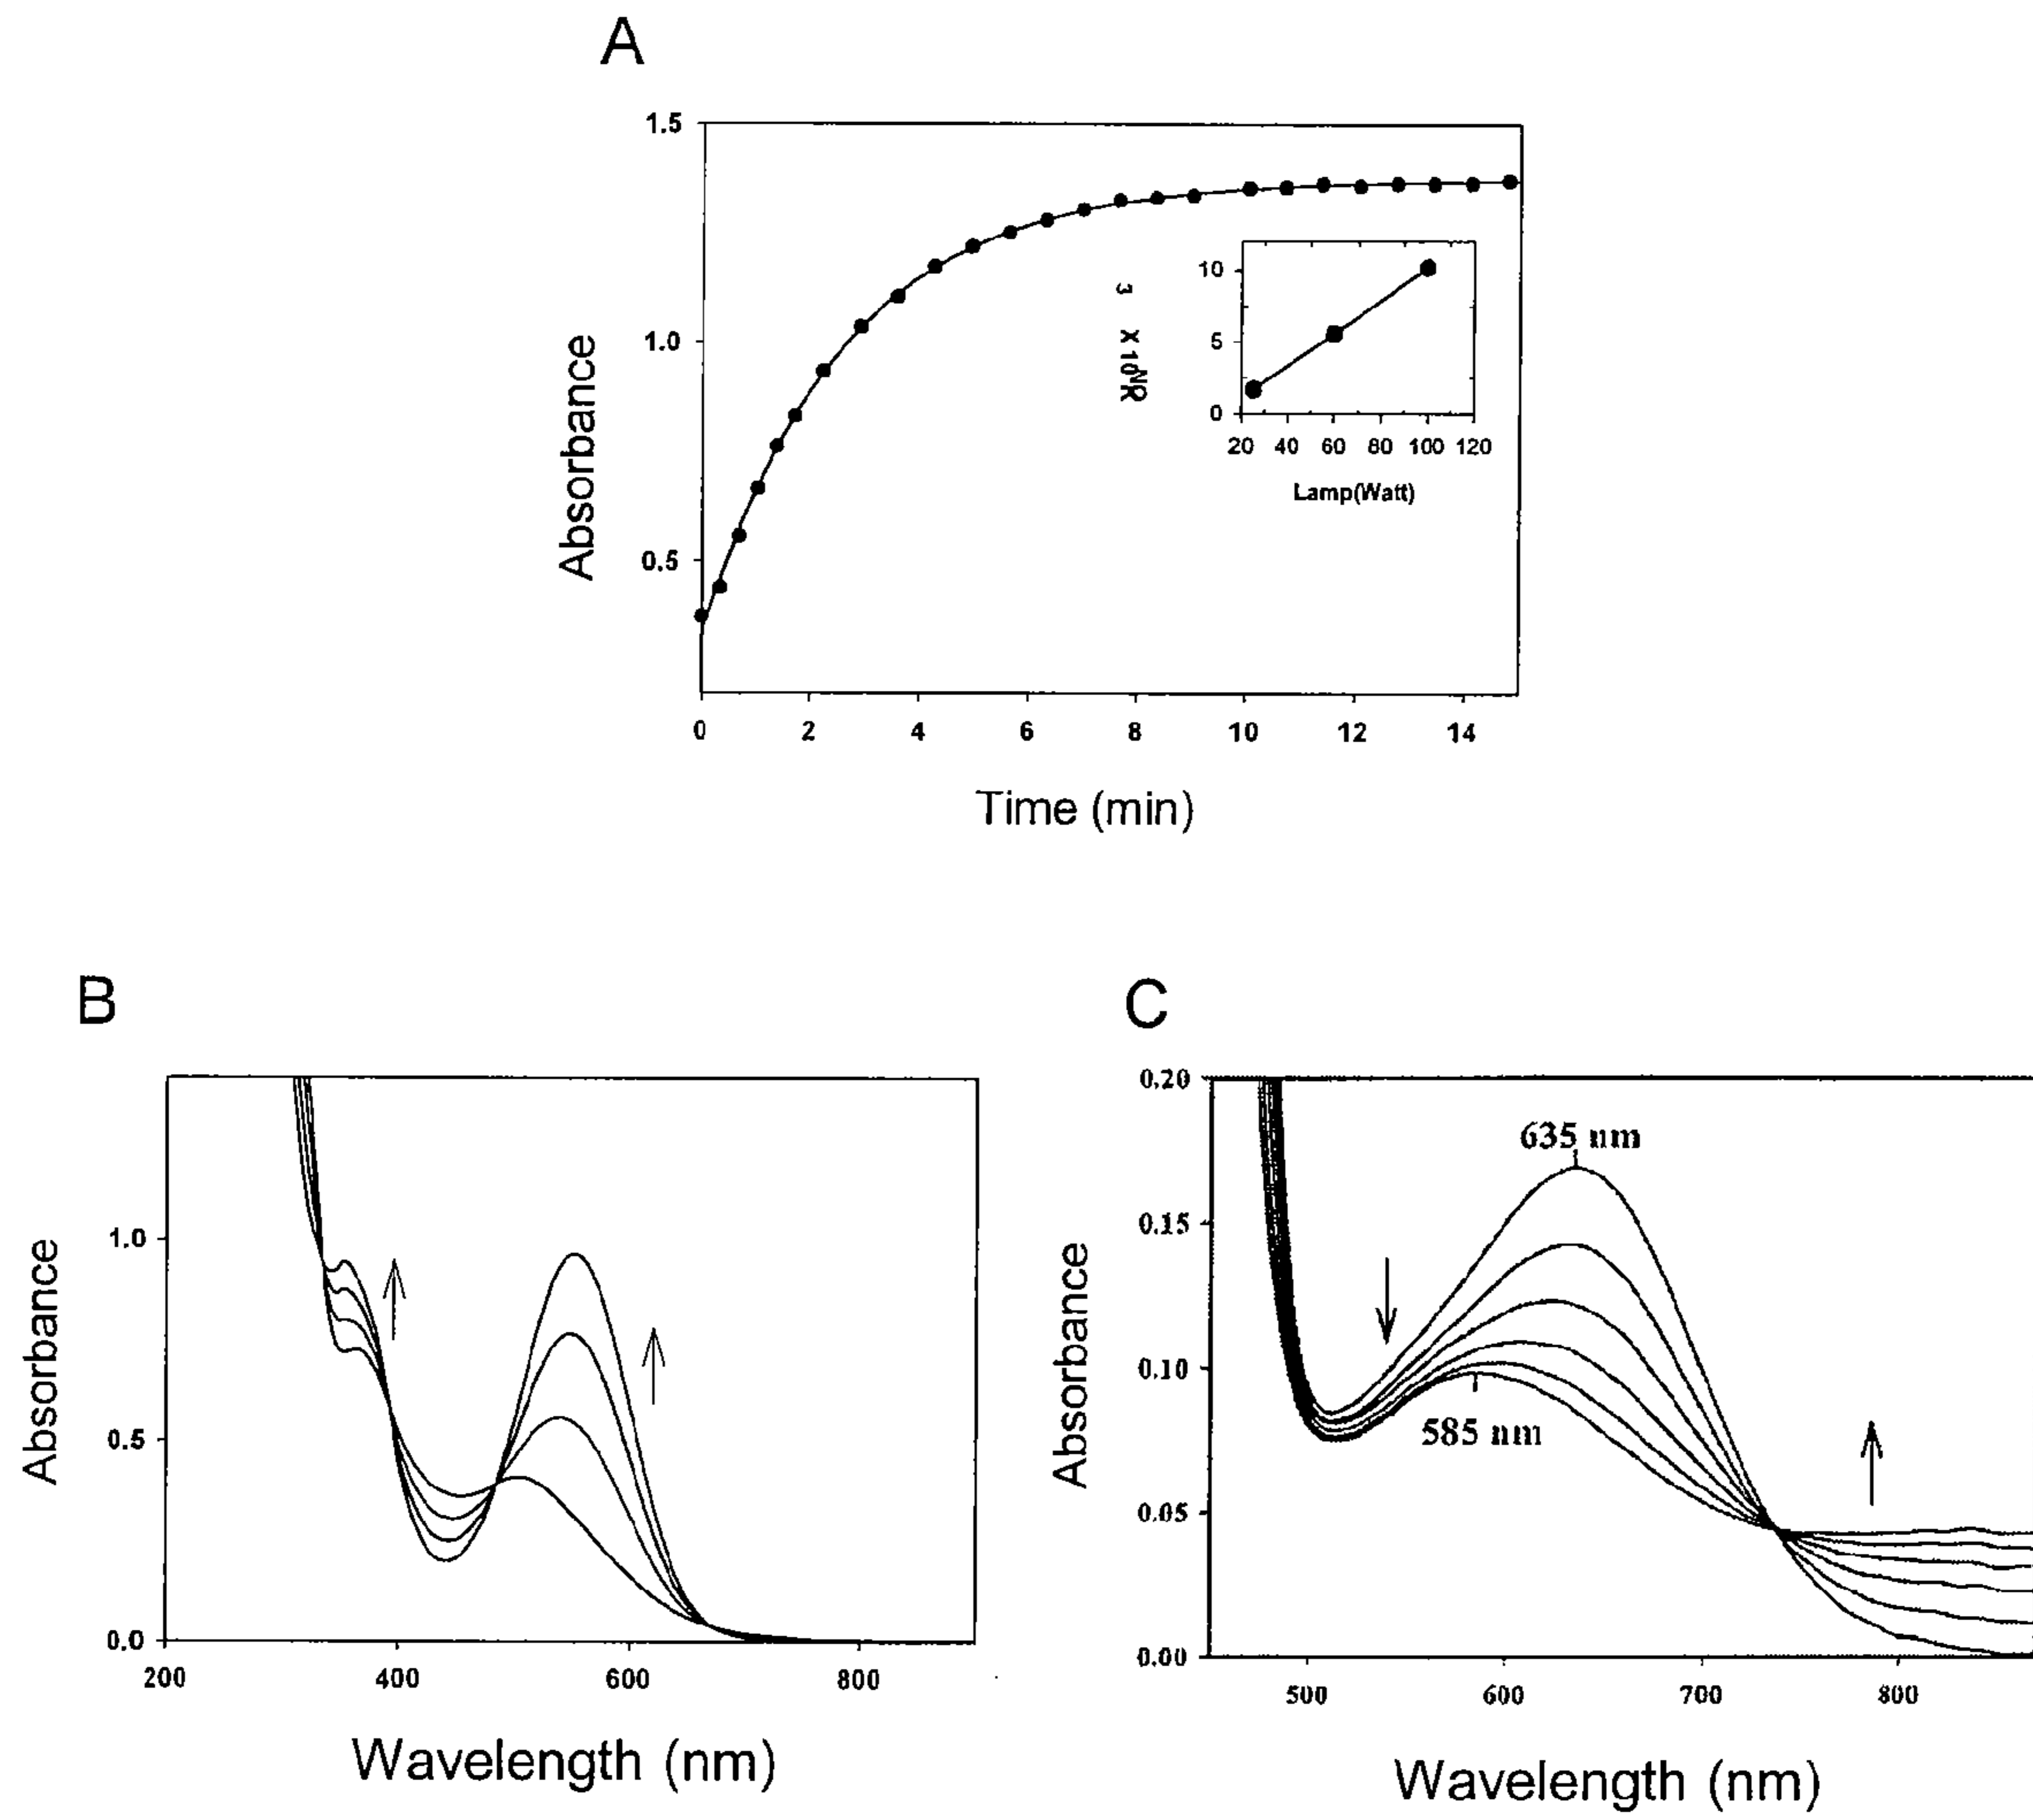 A
1.5
1.0
0.5
Absorbance
0 2 4 6 8 10 12 14
Time (min)
10
5
0
3
X 10
20 40 60 80 100 120
Lamp(Watt)
B
1.0
0.5
0.0
Absorbance
200 400 600 800
Wavelength (nm)
C
0.20
0.15
0.10
0.05
0.00
Absorbance
635 nm
585 nm
500 600 700 800
Wavelength (nm)